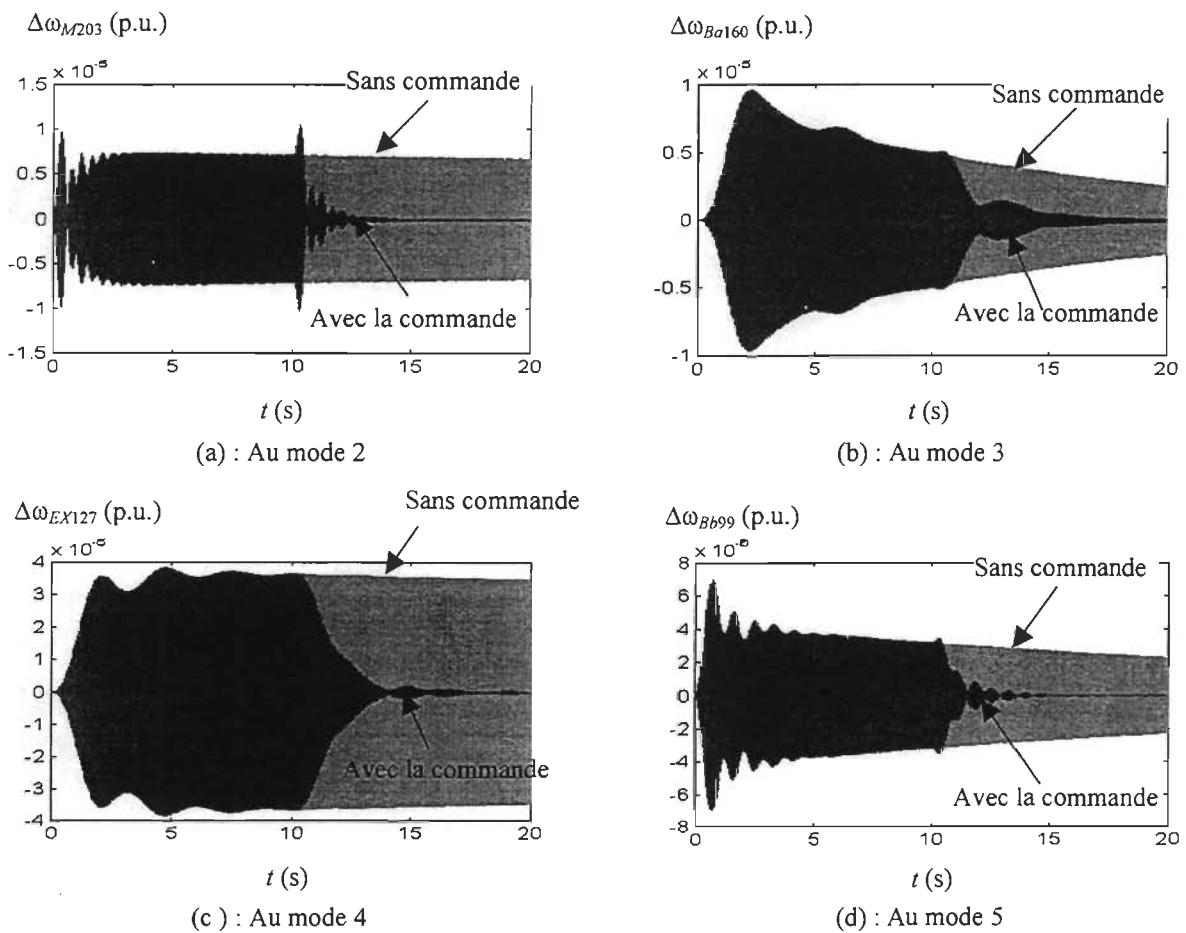 Δω_M203 (p.u.)
× 10⁻⁵
Sans commande
1.5
1
0.5
0
-0.5
-1
-1.5
Avec la commande
0 5 10 15 20
t (s)
(a) : Au mode 2
Δω_Ba160 (p.u.)
× 10⁻⁵
Sans commande
1
0.5
0
-0.5
-1
Avec la commande
0 5 10 15 20
t (s)
(b) : Au mode 3
Δω_EX127 (p.u.)
× 10⁻⁵
Sans commande
4
3
2
1
0
-1
-2
-3
-4
Avec la commande
0 5 10 15 20
t (s)
(c ) : Au mode 4
Δω_Bb99 (p.u.)
Sans commande
8
6
4
2
0
-2
-4
-6
-8
Avec la commande
0 5 10 15 20
t (s)
(d) : Au mode 5